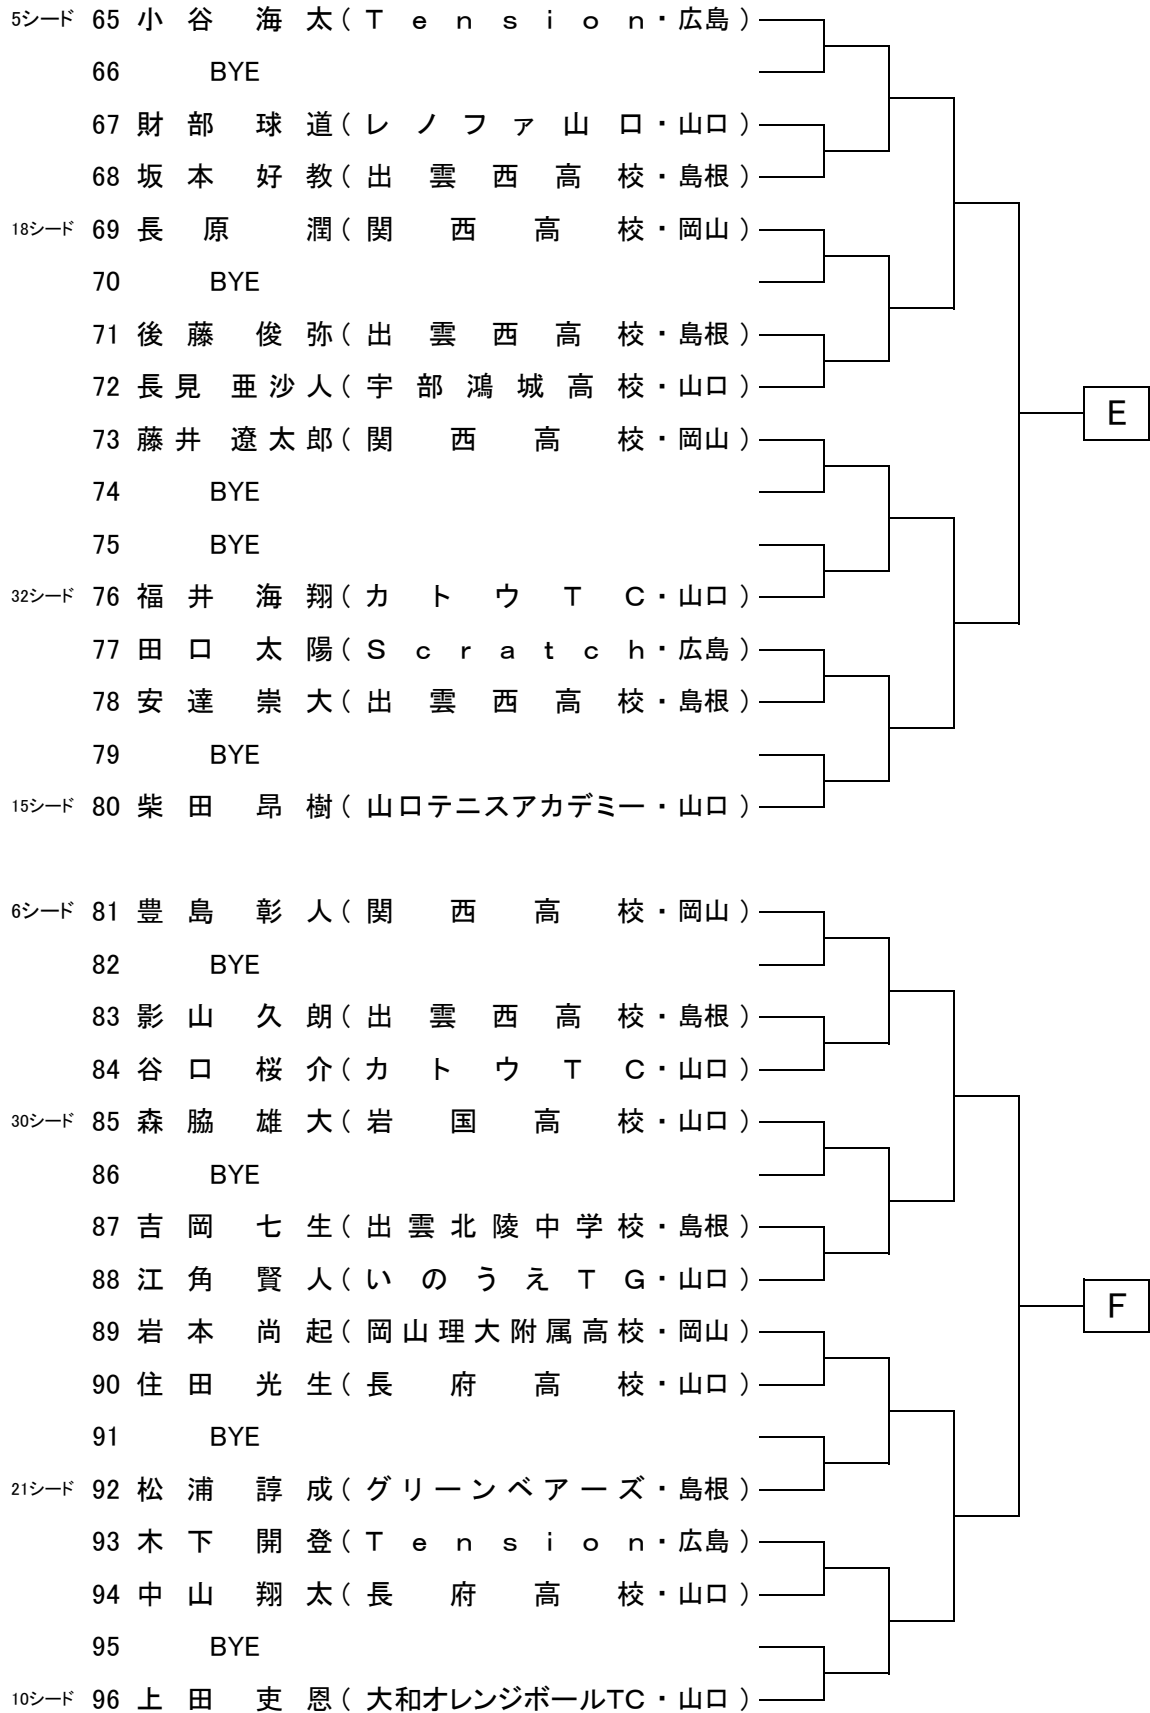 5シード 65 小谷 海太(Tension・広島)
66 BYE
67 財部 球道(レノファ山口・山口)
68 坂本 好教(出雲西高校・島根)
18シード 69 長原 潤(関西高校・岡山)
70 BYE
71 後藤 俊弥(出雲西高校・島根)
72 長見 亜沙人(宇部鴻城高校・山口)
E
73 藤井 遼太郎(関西高校・岡山)
74 BYE
75 BYE
32シード 76 福井 海翔(カトウTC・山口)
77 田口 太陽(Scratch・広島)
78 安達 崇大(出雲西高校・島根)
79 BYE
15シード 80 柴田 昂樹(山口テニスアカデミー・山口)
6シード 81 豊島 彰人(関西高校・岡山)
82 BYE
83 影山 久朗(出雲西高校・島根)
84 谷口 桜介(カトウTC・山口)
30シード 85 森脇 雄大(岩国高校・山口)
86 BYE
87 吉岡 七生(出雲北陵中学校・島根)
88 江角 賢人(いのうえTG・山口)
F
89 岩本 尚起(岡山理大附属高校・岡山)
90 住田 光生(長府高校・山口)
91 BYE
21シード 92 松浦 諄成(グリーンベアーズ・島根)
93 木下 開登(Tension・広島)
94 中山 翔太(長府高校・山口)
95 BYE
10シード 96 上田 吏恩(大和オレンジボールTC・山口)